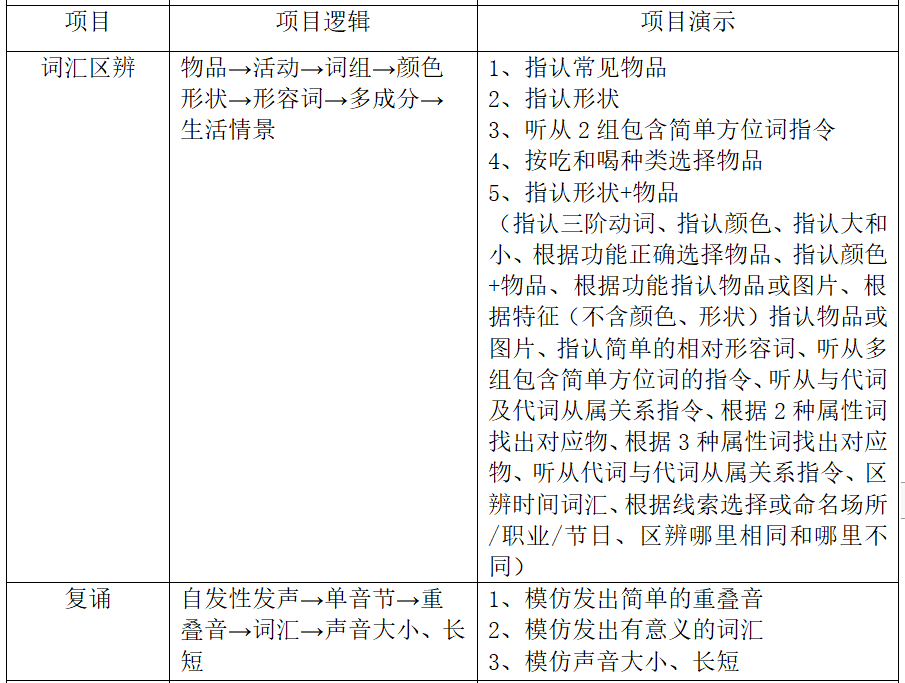 项目
项目逻辑
项目演示
词汇区辨
物品→活动→词组→颜色
形状→形容词→多成分→
生活情景
1、指认常见物品
2、指认形状
3、听从2组包含简单方位词指令
4、按吃和喝种类选择物品
5、指认形状+物品
（指认三阶动词、指认颜色、指认大和
小、根据功能正确选择物品、指认颜色
+物品、根据功能指认物品或图片、根
据特征（不含颜色、形状）指认物品或
图片、指认简单的相对形容词、听从多
组包含简单方位词的指令、听从与代词
及代词从属关系指令、根据2种属性词
找出对应物、根据3种属性词找出对应
物、听从代词与代词从属关系指令、区
辨时间词汇、根据线索选择或命名场所
/职业/节日、区辨哪里相同和哪里不
同）
复诵
自发性发声→单音节→重
叠音→词汇→声音大小、长
短
1、模仿发出简单的重叠音
2、模仿发出有意义的词汇
3、模仿声音大小、长短